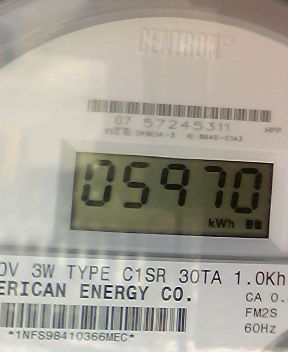 CENTRON
07 57245311 HPP
05970
kWh
0V 3W TYPE C1SR 30TA 1.0Kh
ERICAN ENERGY CO.
CA 0.
FM2S
60Hz
*1NFS98410366MEC*